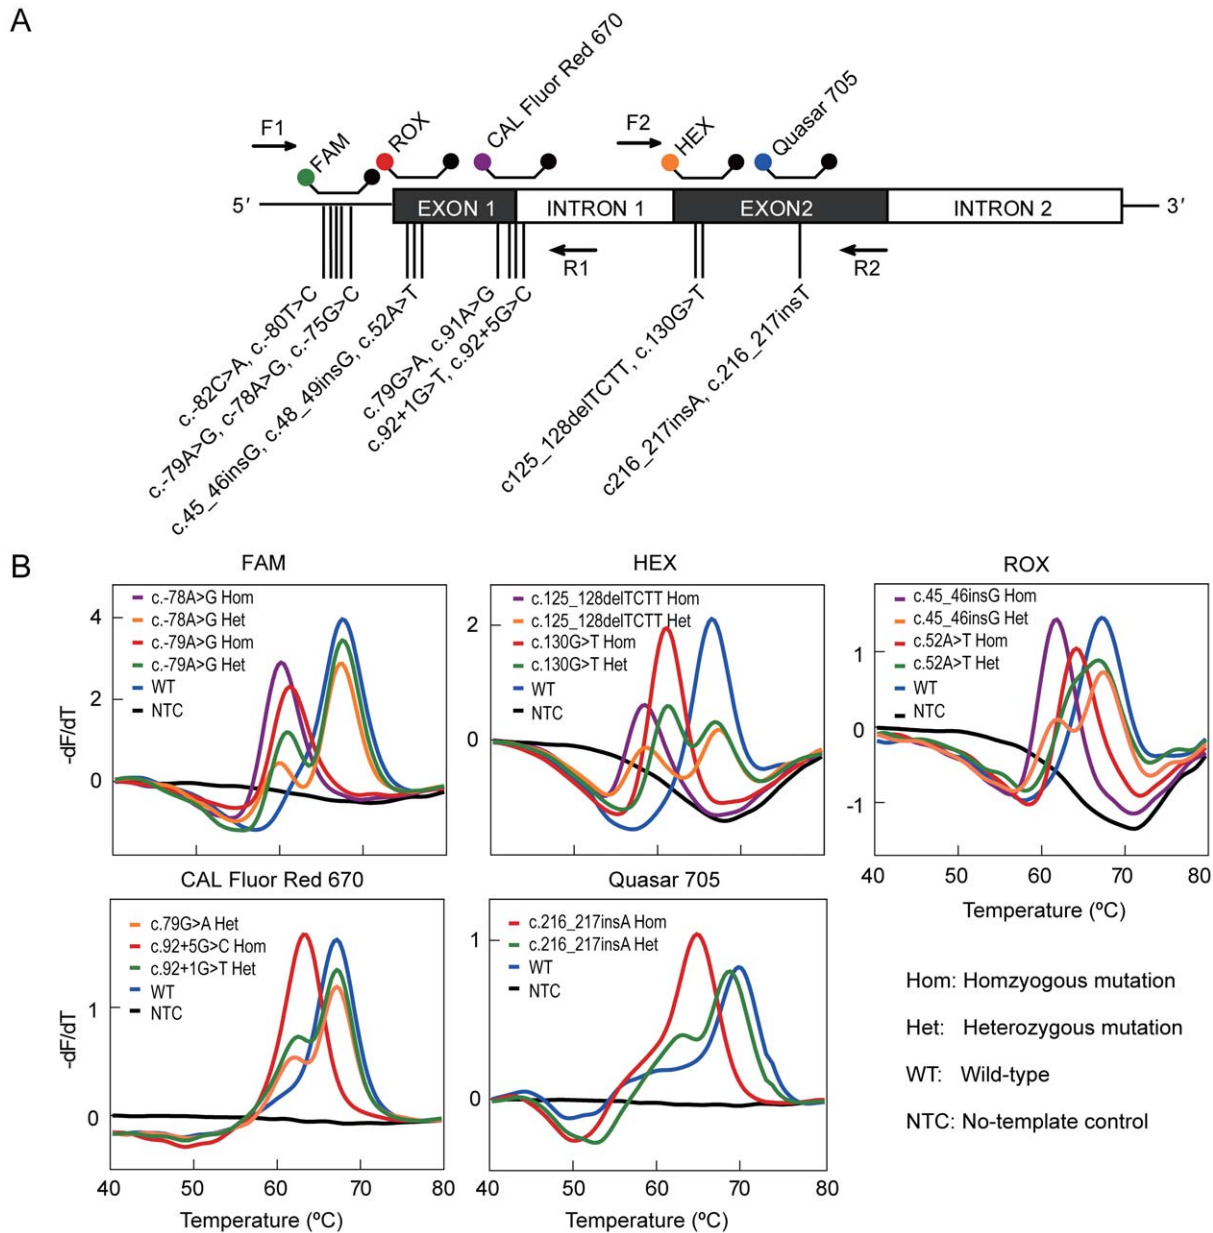 A
F1
FAM
ROX
CAL Fluor Red 670
F2
HEX
Quasar 705
5′
EXON 1
INTRON 1
EXON2
INTRON 2
3′
R1
R2
c.-82C>A, c.-80T>C
c.-79A>G, c-78A>G, c.-75G>C
c.45_46insG, c.48_49insG, c.52A>T
c.79G>A, c.91A>G
c.92+1G>T, c.92+5G>C
c125_128delTCTT, c.130G>T
c216_217insA, c.216_217insT
B
FAM
c.-78A>G Hom
c.-78A>G Het
c.-79A>G Hom
c.-79A>G Het
WT
NTC
4
2
0
-dF/dT
HEX
c.125_128delTCTT Hom
c.125_128delTCTT Het
c.130G>T Hom
c.130G>T Het
WT
NTC
2
0
ROX
c.45_46insG Hom
c.45_46insG Het
c.52A>T Hom
c.52A>T Het
WT
NTC
1
0
-1
40 50 60 70 80
Temperature (ºC)
CAL Fluor Red 670
c.79G>A Het
c.92+5G>C Hom
c.92+1G>T Het
WT
NTC
1
0
-dF/dT
40 50 60 70 80
Temperature (ºC)
Quasar 705
c.216_217insA Hom
c.216_217insA Het
WT
NTC
1
0
40 50 60 70 80
Temperature (ºC)
Hom: Homzyogous mutation
Het: Heterozygous mutation
WT: Wild-type
NTC: No-template control